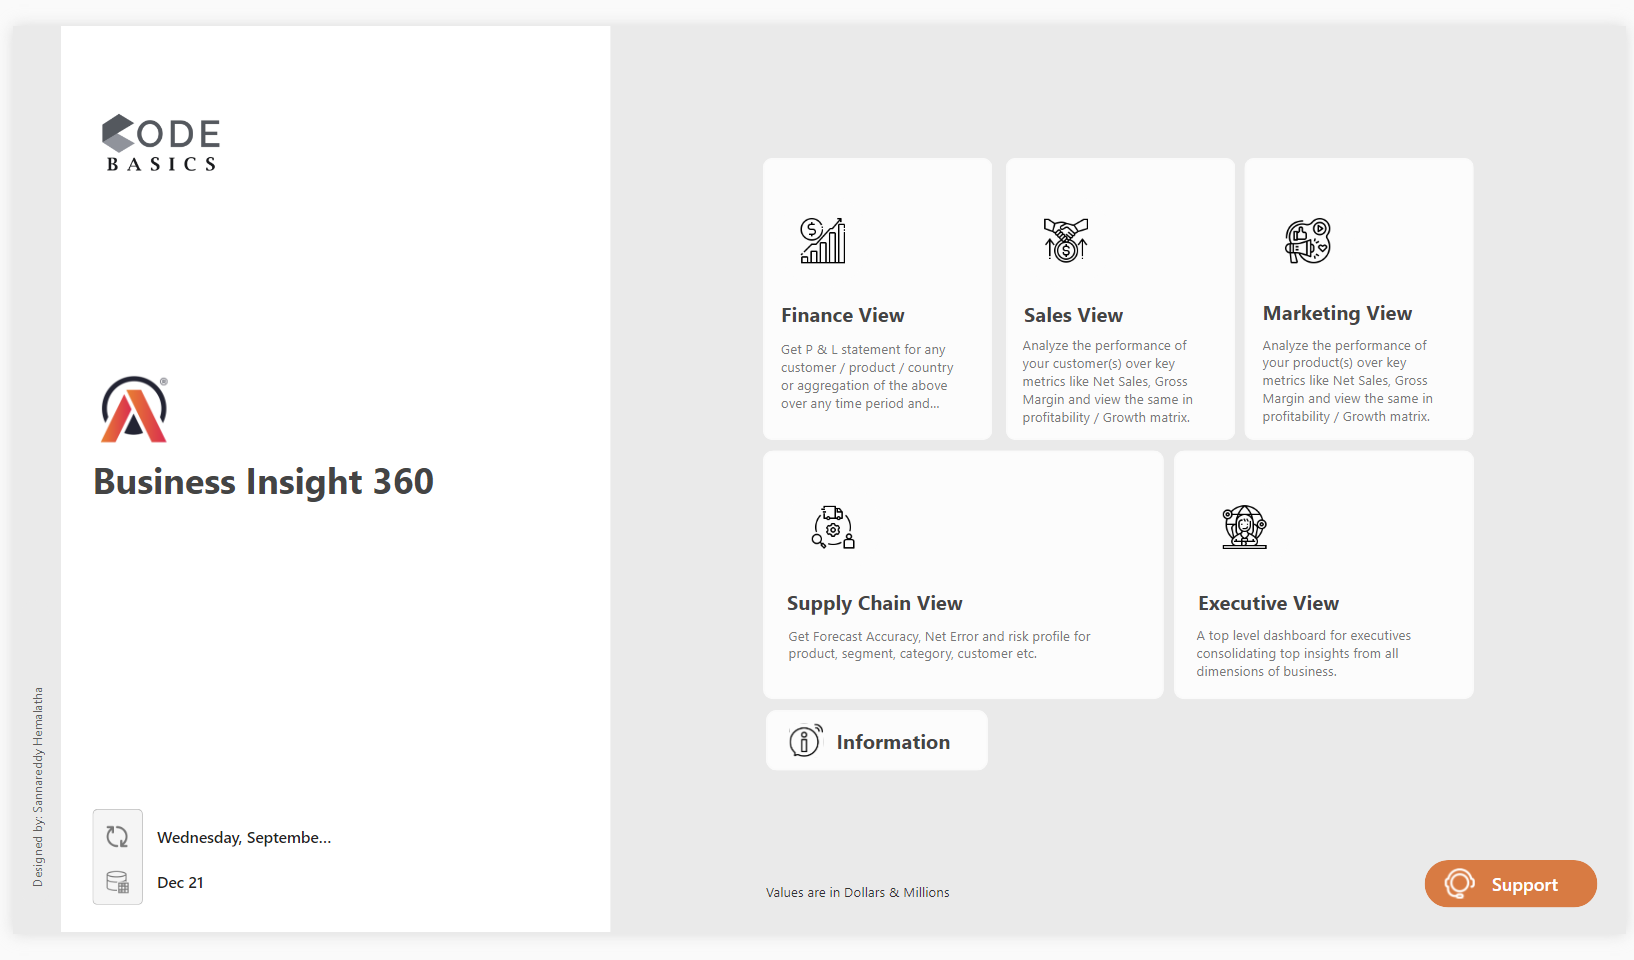 CODE
BASICS
®
Business Insight 360
Designed by: Sannareddy Hemalatha
Wednesday, Septembe...
Dec 21
Finance View
Get P & L statement for any
customer / product / country
or aggregation of the above
over any time period and...
Sales View
Analyze the performance of
your customer(s) over key
metrics like Net Sales, Gross
Margin and view the same in
profitability / Growth matrix.
Marketing View
Analyze the performance of
your product(s) over key
metrics like Net Sales, Gross
Margin and view the same in
profitability / Growth matrix.
Supply Chain View
Get Forecast Accuracy, Net Error and risk profile for
product, segment, category, customer etc.
Executive View
A top level dashboard for executives
consolidating top insights from all
dimensions of business.
Information
Values are in Dollars & Millions
Support